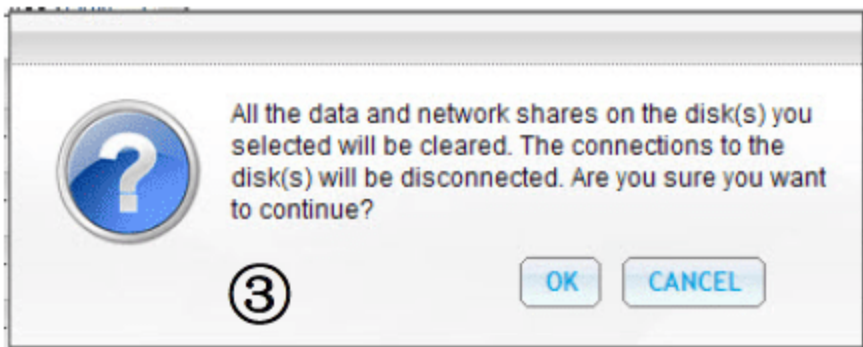 All the data and network shares on the disk(s) you
selected will be cleared. The connections to the
disk(s) will be disconnected. Are you sure you want
to continue?
③
OK CANCEL